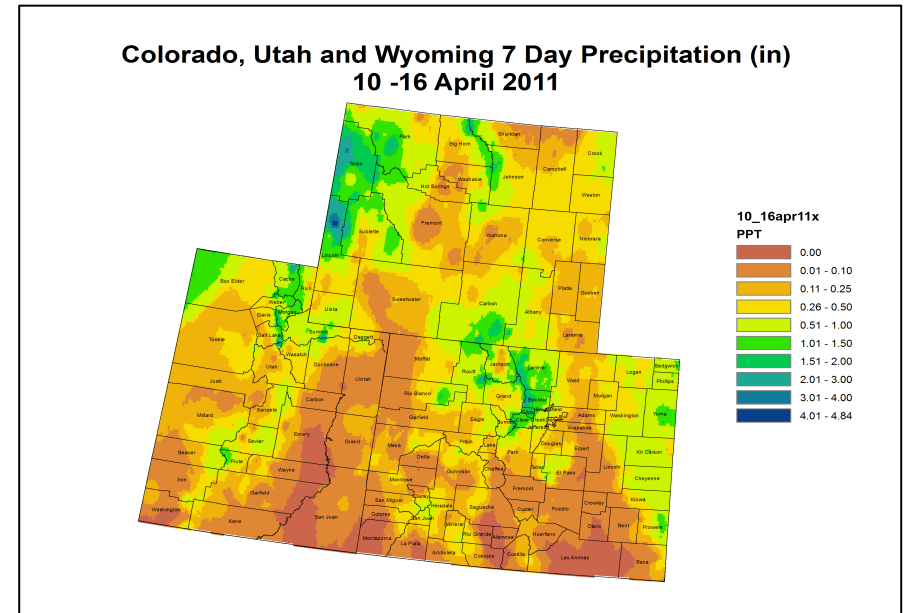 Colorado, Utah and Wyoming 7 Day Precipitation (in)
10 -16 April 2011
Park
Sheridan
Big Horn
Crook
Teton
Campbell
Washakie
Johnson
Hot Springs
Weston
Fremont
Sublette
Natrona
Converse
Niobrara
Lincoln
Box Elder
Cache
Rich
Sweetwater
Carbon
Platte
Goshen
Albany
Uinta
Weber
Morgan
Davis
Summit
Salt Lake
Daggett
Laramie
Tooele
Wasatch
Utah
Duchesne
Uintah
Moffat
Routt
Jackson
Larimer
Weld
Logan
Sedgwick
Phillips
Juab
Carbon
Rio Blanco
Grand
Boulder
Morgan
Washington
Yuma
Millard
Sanpete
Garfield
Eagle
Summit
Clear Creek
Jefferson
Adams
Arapahoe
Sevier
Emery
Grand
Mesa
Pitkin
Lake
Park
Douglas
Elbert
Kit Carson
Beaver
Piute
Wayne
Delta
Gunnison
Chaffee
Teller
El Paso
Lincoln
Cheyenne
Iron
Garfield
Montrose
Fremont
Kiowa
Washington
Kane
San Juan
San Miguel
Ouray
Hinsdale
Saguache
Custer
Pueblo
Crowley
Dolores
San Juan
Mineral
Otero
Bent
Prowers
Montezuma
La Plata
Rio Grande
Alamosa
Huerfano
Archuleta
Conejos
Costilla
Las Animas
Baca
10_16apr11x
PPT
0.00
0.01 - 0.10
0.11 - 0.25
0.26 - 0.50
0.51 - 1.00
1.01 - 1.50
1.51 - 2.00
2.01 - 3.00
3.01 - 4.00
4.01 - 4.84